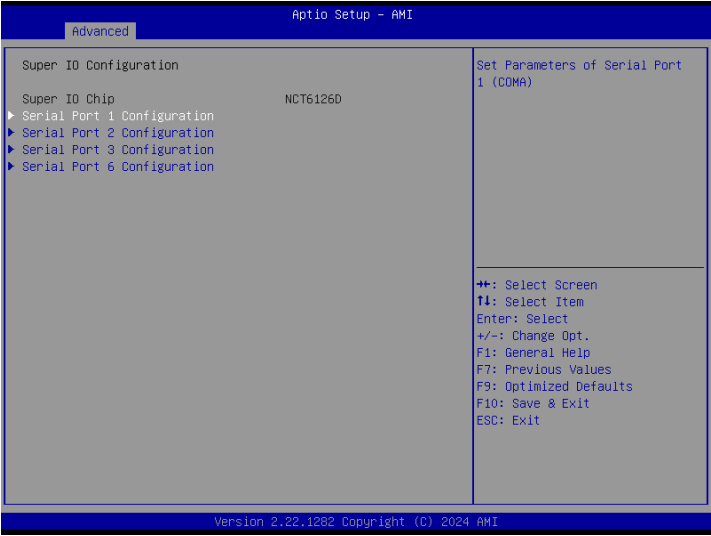 Aptio Setup - AMI
Advanced
Super IO Configuration
Super IO Chip NCT6126D
Serial Port 1 Configuration
Serial Port 2 Configuration
Serial Port 3 Configuration
Serial Port 6 Configuration
Set Parameters of Serial Port
1 (COMA)
→←: Select Screen
↑↓: Select Item
Enter: Select
+/-: Change Opt.
F1: General Help
F7: Previous Values
F9: Optimized Defaults
F10: Save & Exit
ESC: Exit
Version 2.22.1282 Copyright (C) 2024 AMI